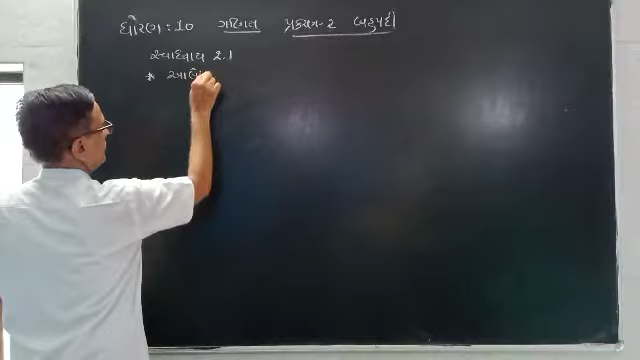 ધોરણ : 10 ગણિત પ્રકરણ-2 બહુપદી
સ્વાધ્યાય 2.1
*